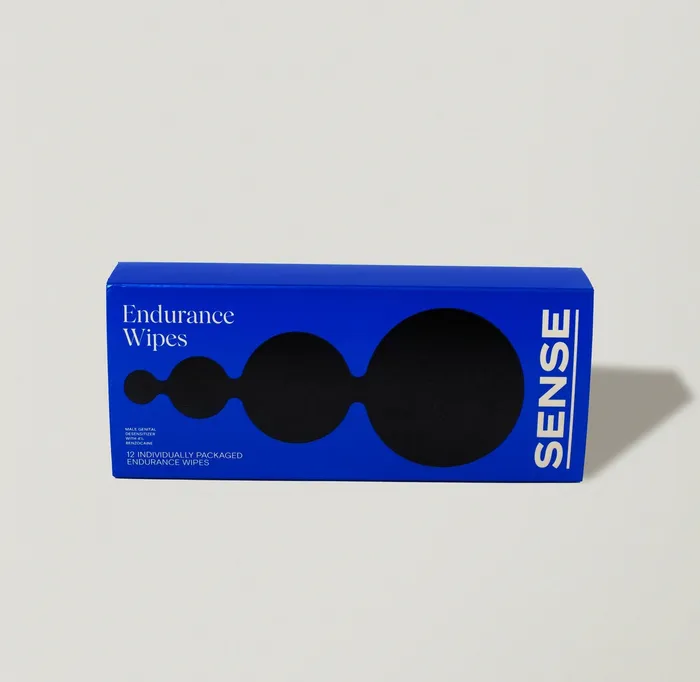 Endurance
Wipes
MALE GENITAL
DESENSITIZER
WITH 4%
BENZOCAINE
12 INDIVIDUALLY PACKAGED
ENDURANCE WIPES
SENSE